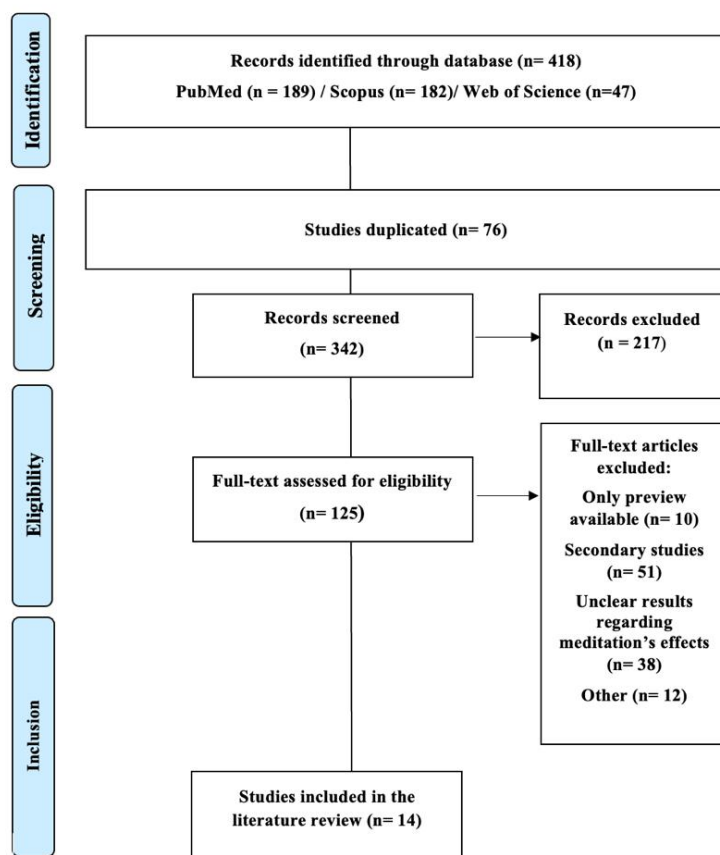 Identification
Records identified through database (n= 418)
PubMed (n = 189) / Scopus (n= 182)/ Web of Science (n=47)
Screening
Studies duplicated (n= 76)
Records screened
(n= 342)
Records excluded
(n = 217)
Eligibility
Full-text assessed for eligibility
(n= 125)
Full-text articles
excluded:
Only preview
available (n= 10)
Secondary studies
(n= 51)
Unclear results
regarding
meditation's effects
(n= 38)
Other (n= 12)
Inclusion
Studies included in the
literature review (n= 14)